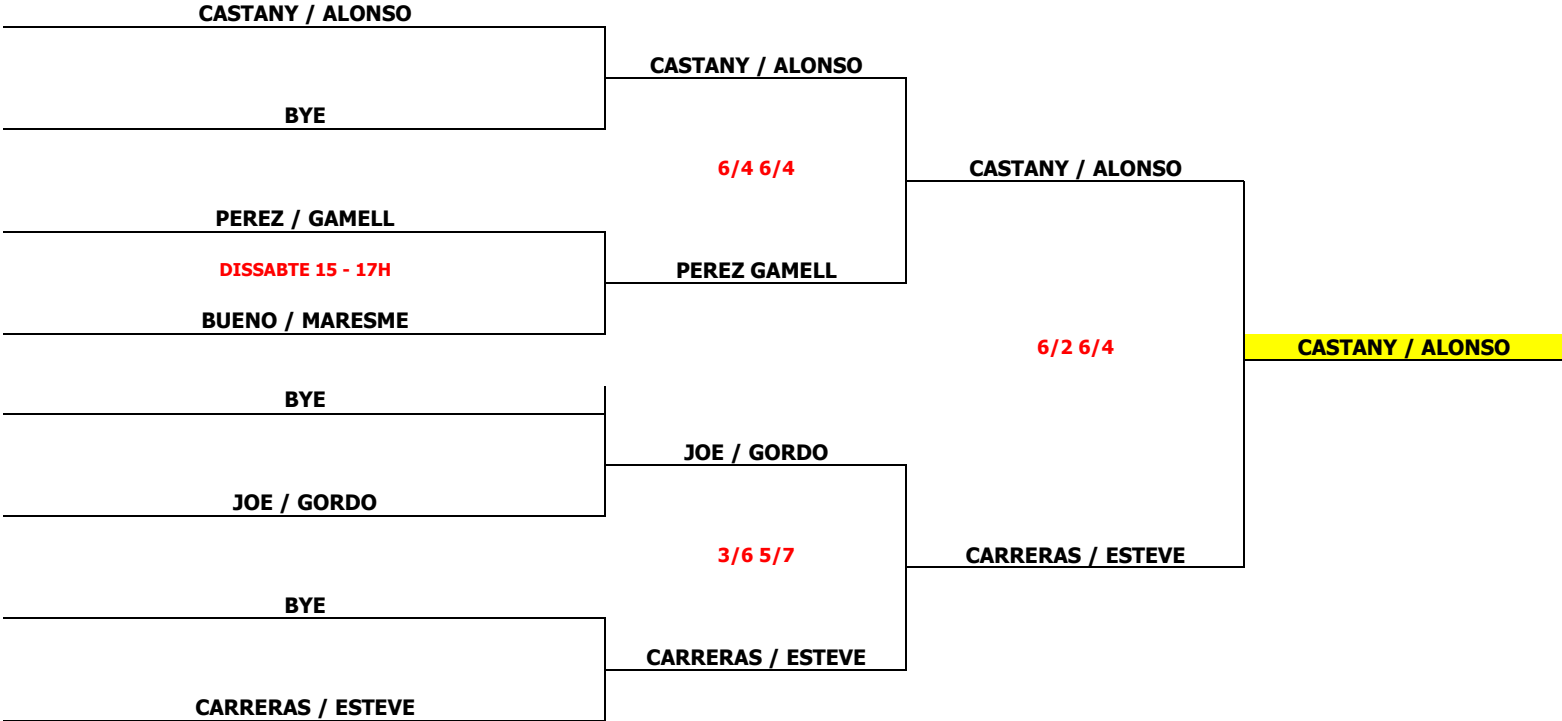 CASTANY / ALONSO
CASTANY / ALONSO
BYE
6/4 6/4
CASTANY / ALONSO
PEREZ / GAMELL
DISSABTE 15 - 17H
PEREZ GAMELL
BUENO / MARESME
6/2 6/4
CASTANY / ALONSO
BYE
JOE / GORDO
JOE / GORDO
3/6 5/7
CARRERAS / ESTEVE
BYE
CARRERAS / ESTEVE
CARRERAS / ESTEVE